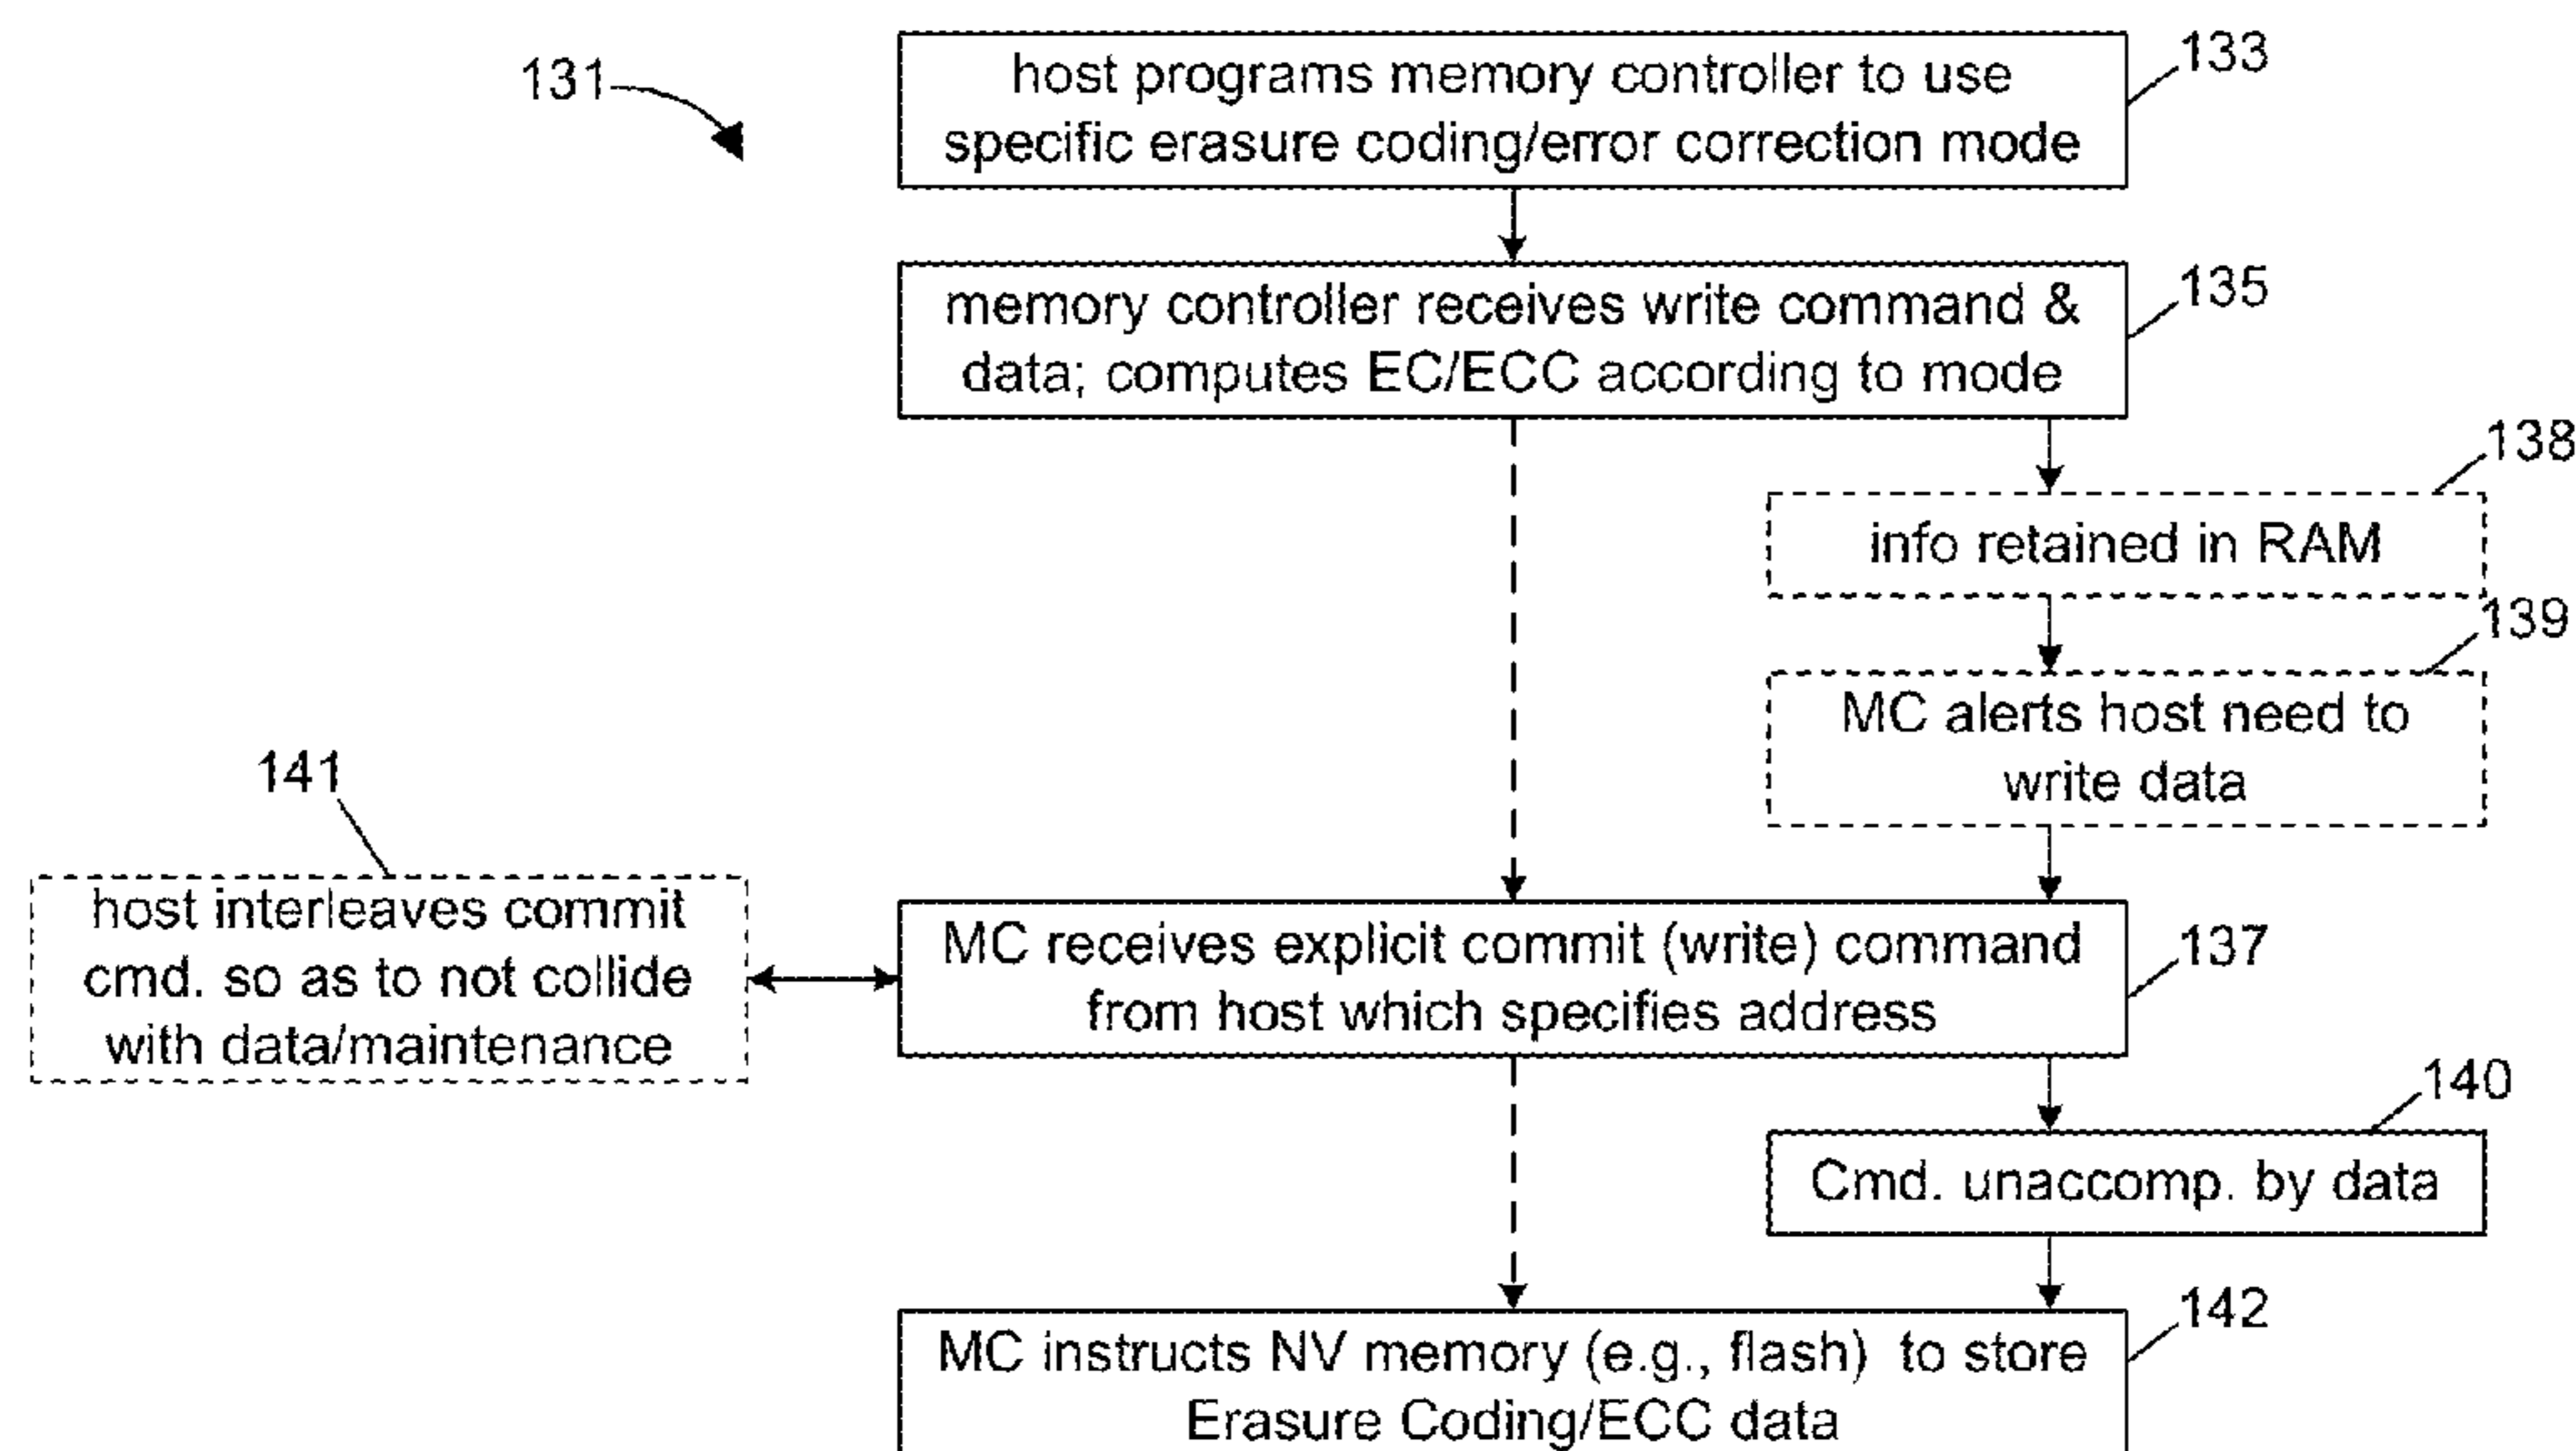 131
host programs memory controller to use
specific erasure coding/error correction mode
133
memory controller receives write command &
data; computes EC/ECC according to mode
135
138
info retained in RAM
139
MC alerts host need to
write data
141
host interleaves commit
cmd. so as to not collide
with data/maintenance
MC receives explicit commit (write) command
from host which specifies address
137
140
Cmd. unaccomp. by data
MC instructs NV memory (e.g., flash) to store
Erasure Coding/ECC data
142